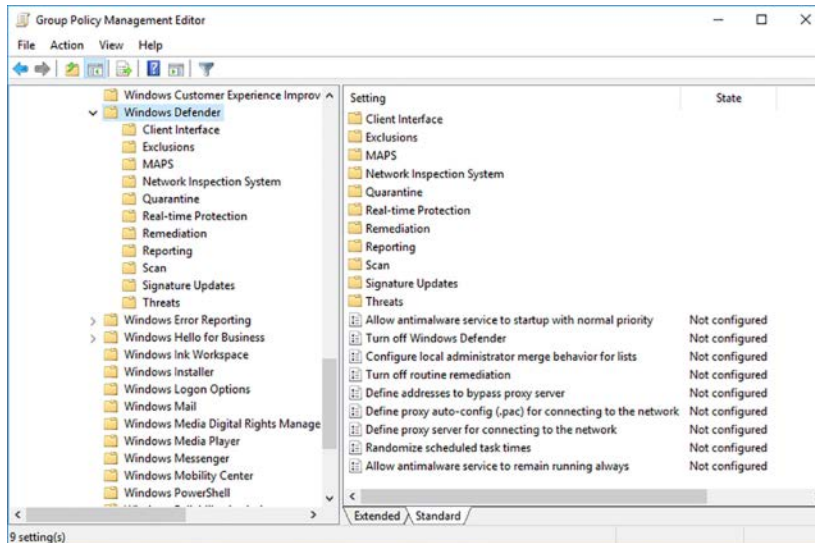 Group Policy Management Editor
File Action View Help
Windows Customer Experience Improv
Windows Defender
Client Interface
Exclusions
MAPS
Network Inspection System
Quarantine
Real-time Protection
Remediation
Reporting
Scan
Signature Updates
Threats
Windows Error Reporting
Windows Hello for Business
Windows Ink Workspace
Windows Installer
Windows Logon Options
Windows Mail
Windows Media Digital Rights Manage
Windows Media Player
Windows Messenger
Windows Mobility Center
Windows PowerShell
Setting State
Client Interface
Exclusions
MAPS
Network Inspection System
Quarantine
Real-time Protection
Remediation
Reporting
Scan
Signature Updates
Threats
Allow antimalware service to startup with normal priority Not configured
Turn off Windows Defender Not configured
Configure local administrator merge behavior for lists Not configured
Turn off routine remediation Not configured
Define addresses to bypass proxy server Not configured
Define proxy auto-config (.pac) for connecting to the network Not configured
Define proxy server for connecting to the network Not configured
Randomize scheduled task times Not configured
Allow antimalware service to remain running always Not configured
Extended Standard
9 setting(s)